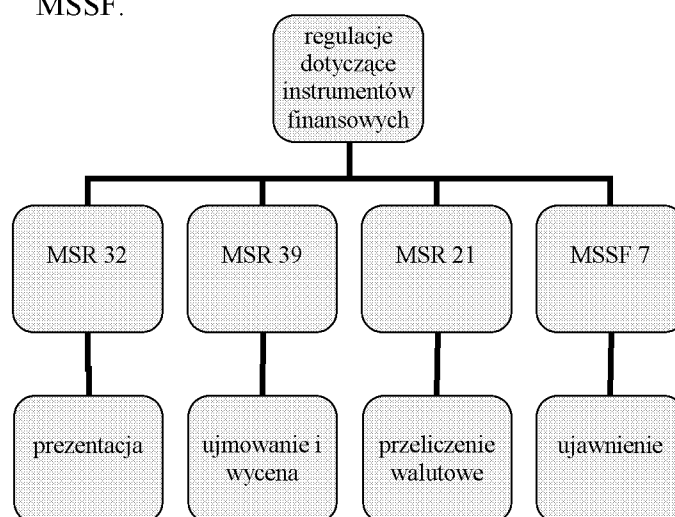 MSSF.
regulacje
dotyczące
instrumentów
finansowych
MSR 32
MSR 39
MSR 21
MSSF 7
prezentacja
ujmowanie i
wycena
przeliczenie
walutowe
ujawnienie